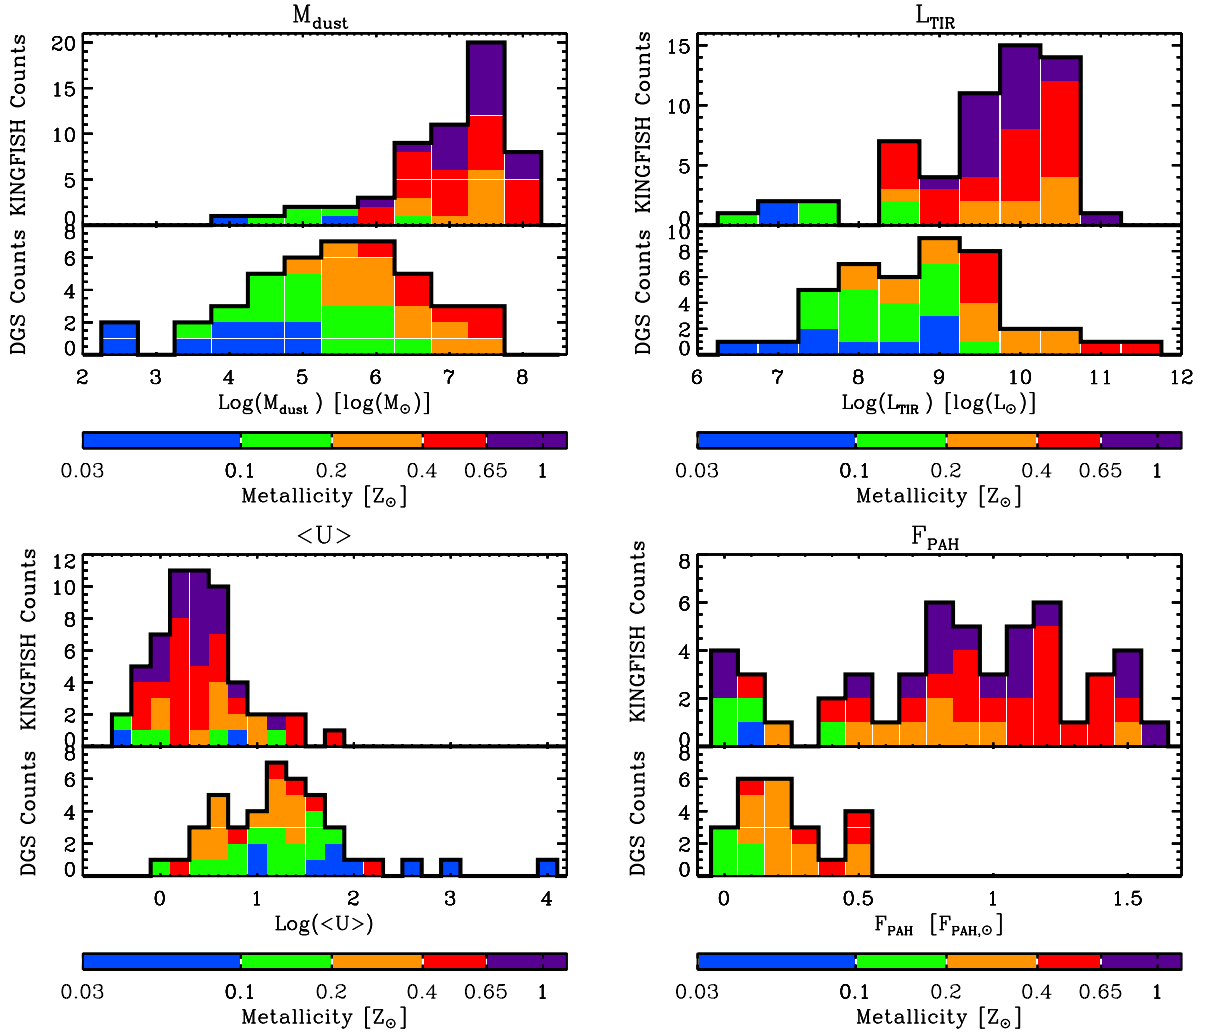 M_dust
L_TIR
KINGFISH Counts
20
15
10
5
0
KINGFISH Counts
15
10
5
0
DGS Counts
8
6
4
2
0
DGS Counts
10
8
6
4
2
0
2 3 4 5 6 7 8
6 7 8 9 10 11 12
Log(M_dust) [log(M_⊙)]
Log(L_TIR) [log(L_⊙)]
0.03 0.1 0.2 0.4 0.65 1
0.03 0.1 0.2 0.4 0.65 1
Metallicity [Z_⊙]
Metallicity [Z_⊙]
<U>
F_PAH
KINGFISH Counts
12
10
8
6
4
2
0
KINGFISH Counts
8
6
4
2
0
DGS Counts
8
6
4
2
0
DGS Counts
8
6
4
2
0
0 1 2 3 4
0 0.5 1 1.5
Log(<U>)
F_PAH [F_PAH,⊙]
0.03 0.1 0.2 0.4 0.65 1
0.03 0.1 0.2 0.4 0.65 1
Metallicity [Z_⊙]
Metallicity [Z_⊙]